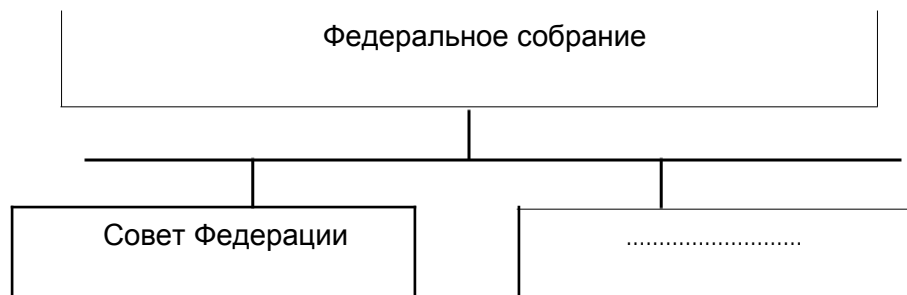 Федеральное собрание
Совет Федерации
...........................